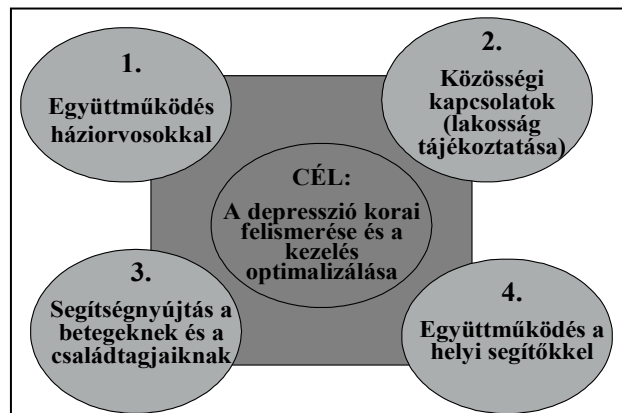 1.
Együttműködés
háziorvosokkal
2.
Közösségi
kapcsolatok
(lakosság
tájékoztatása)
CÉL:
A depresszió korai
felismerése és a
kezelés
optimalizálása
3.
Segítségnyújtás a
betegeknek és a
családtagjaiknak
4.
Együttműködés a
helyi segítőkkel